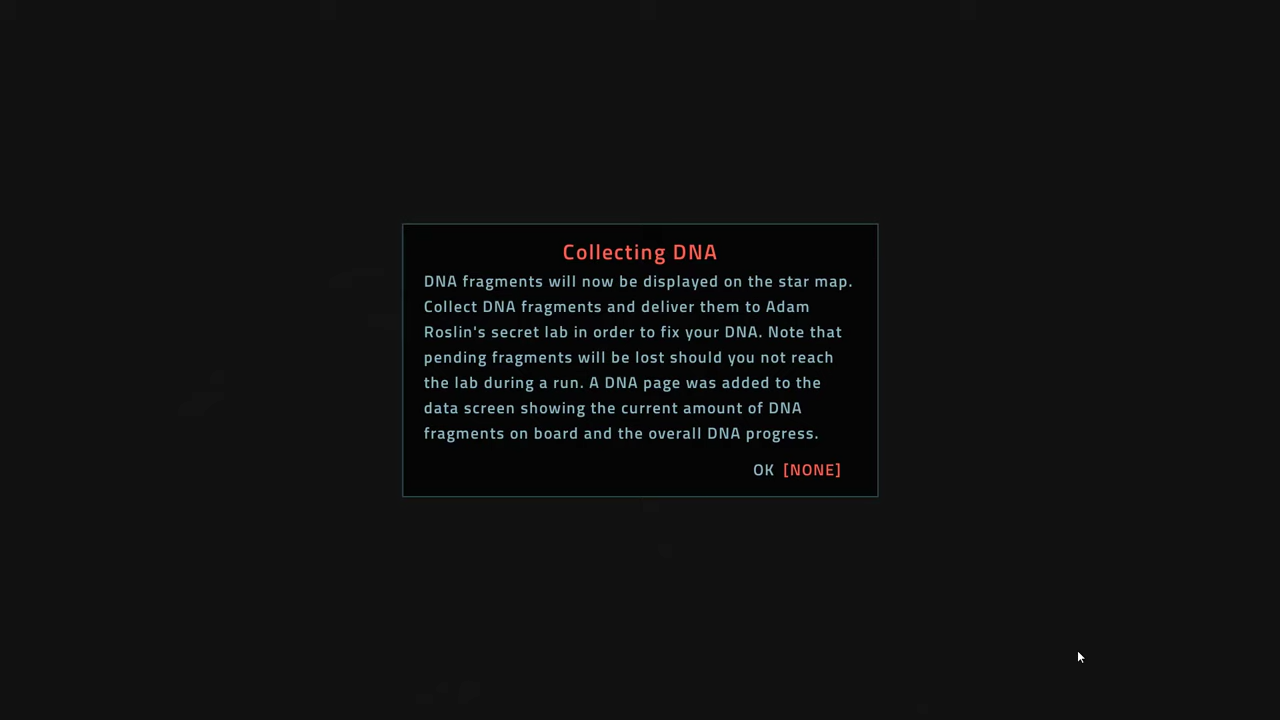 Collecting DNA
DNA fragments will now be displayed on the star map.
Collect DNA fragments and deliver them to Adam
Roslin's secret lab in order to fix your DNA. Note that
pending fragments will be lost should you not reach
the lab during a run. A DNA page was added to the
data screen showing the current amount of DNA
fragments on board and the overall DNA progress.
OK [NONE]